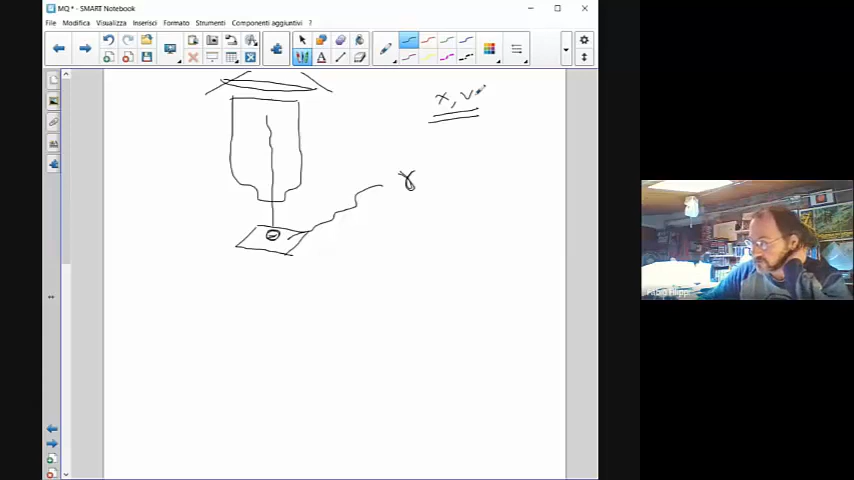 MQ * - SMART Notebook
File Modifica Visualizza Inserisci Formato Strumenti Componenti aggiuntivi ?
x, v
γ